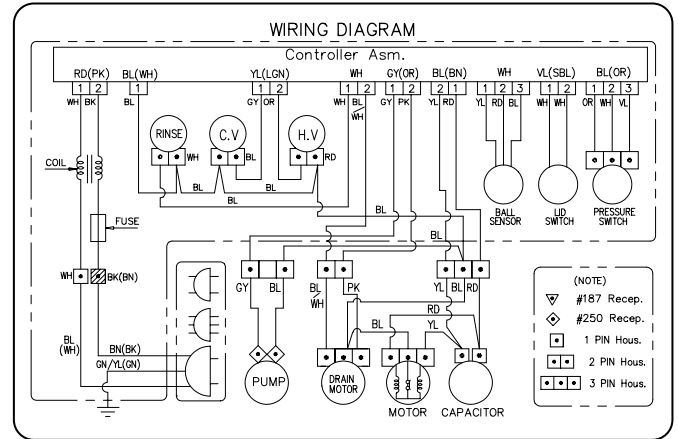 WIRING DIAGRAM
Controller Asm.
RD(PK) BL(WH) YL(LGN) WH GY(OR) BL(BN) WH VL(SBL) BL(OR)
1 2 1 1 2 1 2 1 2 2 1 1 2 3 1 2 1 2 3
WH BK BL GY OR WH BL WH GY PK YL RD YL RD BL WH WH OR WH VL
RINSE C.V H.V
WH BL RD
COIL
BL BL
BL
BL
BALL SENSOR
LID SWITCH
PRESSURE SWITCH
FUSE
BL
WH BK(BN)
GY BL BL WH PK YL BL RD
RD
BL YL
BL (WH)
BN(BK)
GN/YL(GN)
PUMP
DRAIN MOTOR
MOTOR
CAPACITOR
(NOTE)
#187 Recep.
#250 Recep.
1 PIN Hous.
2 PIN Hous.
3 PIN Hous.